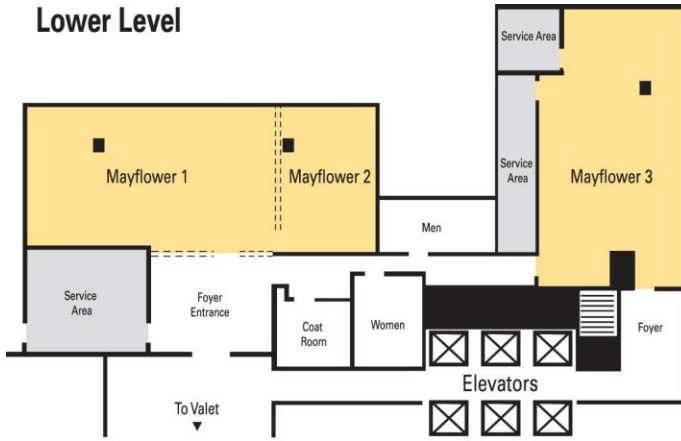 Lower Level
Service Area
Mayflower 1
Mayflower 2
Service
Area
Mayflower 3
Men
Service
Area
Foyer
Entrance
Coat
Room
Women
Foyer
Elevators
To Valet